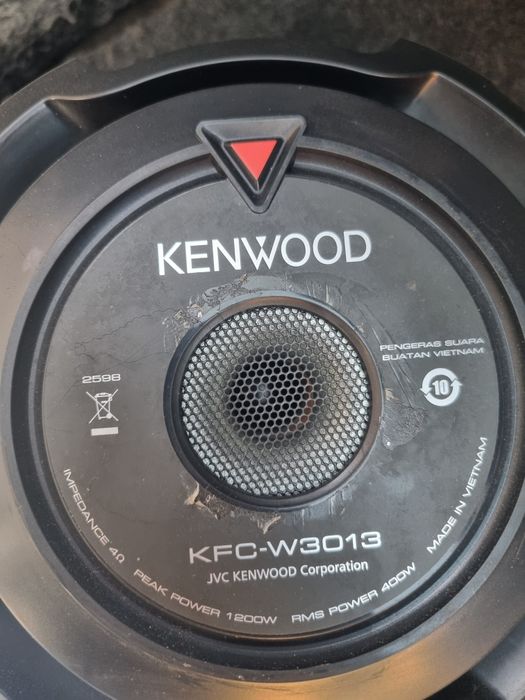 KENWOOD
PENGERAS SUARA
BUATAN VIETNAM
2598
10
KFC-W3013
JVC KENWOOD Corporation
IMPEDANCE 4Ω PEAK POWER 1200W RMS POWER 400W MADE IN VIETNAM